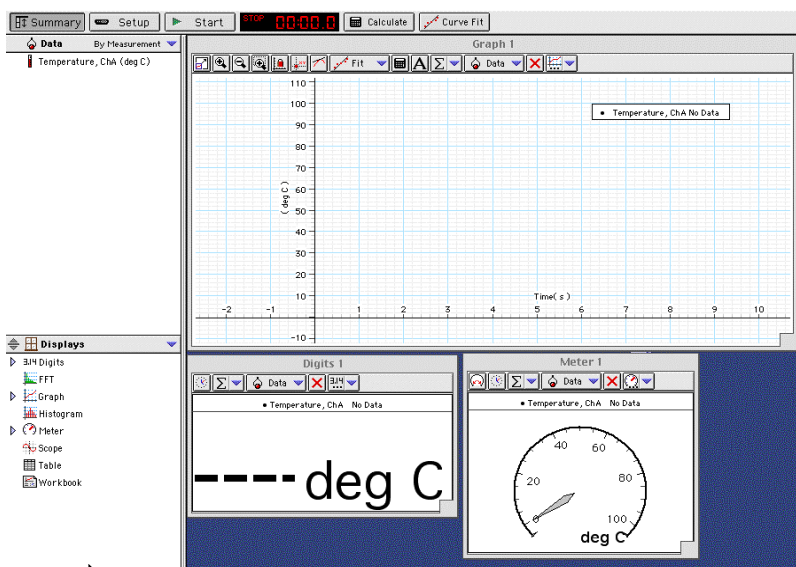 Summary Setup Start STOP 00:00.0 Calculate Curve Fit
Data By Measurement
Temperature, ChA (deg C)
Graph 1
Fit A Σ Data
110
100
90
80
70
60
50
40
30
20
10
-10
(deg C)
Temperature, ChA No Data
Time( s )
-2 -1 1 2 3 4 5 6 7 8 9 10
Displays
3.14 Digits
FFT
Graph
Histogram
Meter
Scope
Table
Workbook
Digits 1
Σ Data 3.14
Temperature, ChA No Data
---- deg C
Meter 1
Σ Data
Temperature, ChA No Data
0 20 40 60 80 100
deg C